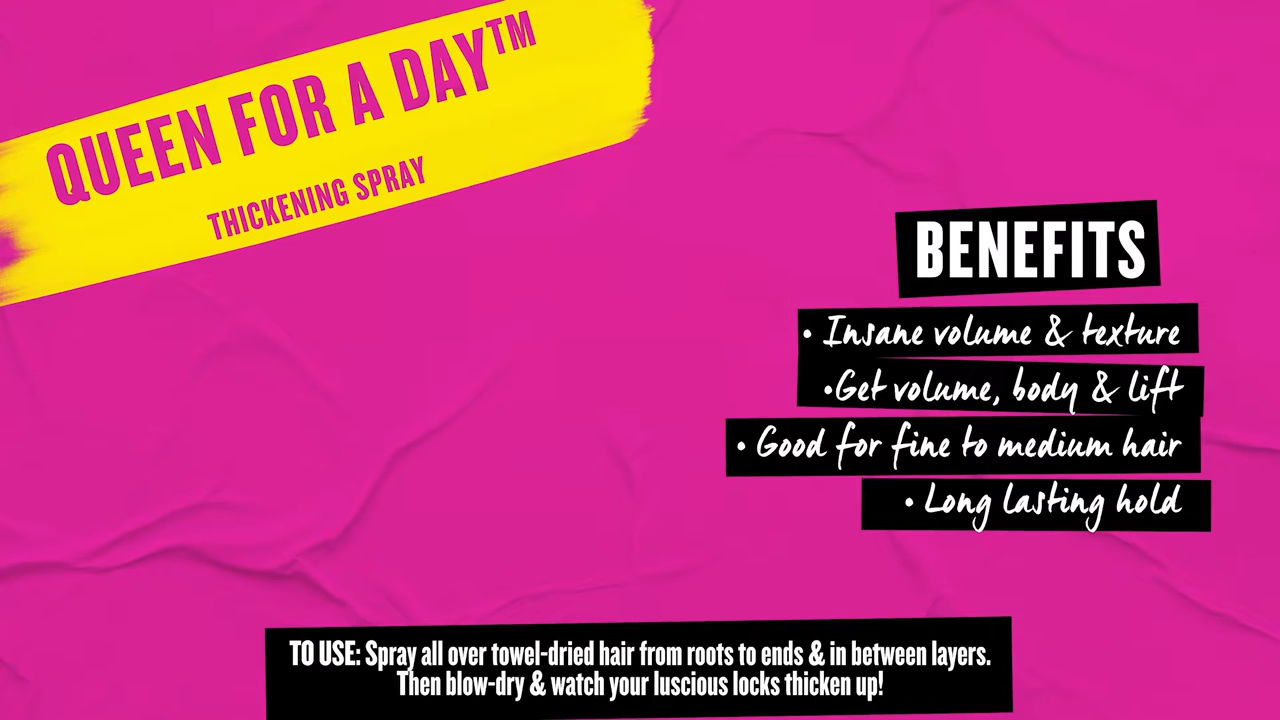 QUEEN FOR A DAY™
THICKENING SPRAY
BENEFITS
• Insane volume & texture
•Get volume, body & lift
• Good for fine to medium hair
• Long lasting hold
TO USE: Spray all over towel-dried hair from roots to ends & in between layers.
Then blow-dry & watch your luscious locks thicken up!